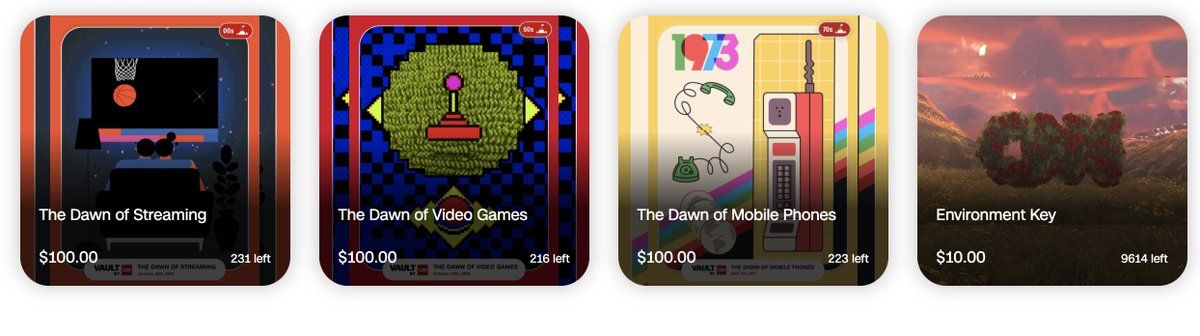 00s
The Dawn of Streaming
$100.00
231 left
VAULT BY CNN THE DAWN OF STREAMING
50s
The Dawn of Video Games
$100.00
216 left
VAULT BY CNN THE DAWN OF VIDEO GAMES
70s
1973
The Dawn of Mobile Phones
$100.00
223 left
VAULT BY CNN THE DAWN OF MOBILE PHONES
CNN
Environment Key
$10.00
9614 left